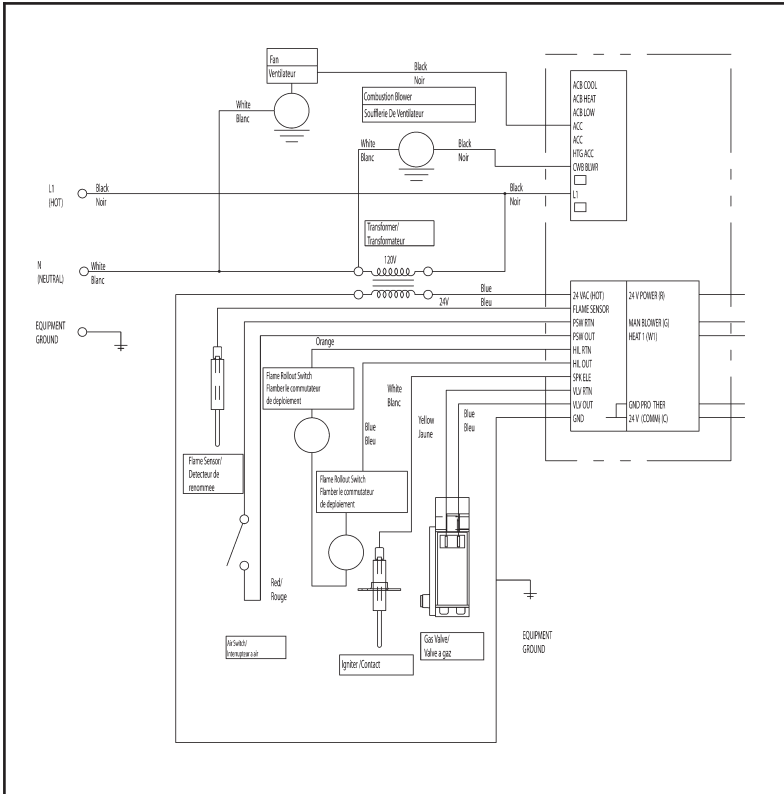 Fan
Ventilateur
Black
Noir
White
Blanc
Combustion Blower
Soufflerie De Ventilateur
White
Blanc
Black
Noir
ACB COOL
ACB HEAT
ACB LOW
ACC
ACC
HTG ACC
CWB BLWR
L1
L1
(HOT)
Black
Noir
Black
Noir
Transformer/
Transformateur
120V
N
(NEUTRAL)
White
Blanc
24V
Blue
Bleu
EQUIPMENT
GROUND
24 VAC (HOT)
FLAME SENSOR
PSW RTN
PSW OUT
HIL RTN
HIL OUT
SPK ELE
VLV RTN
VLV OUT
GND
24 V POWER (R)
MAN BLOWER (G)
HEAT 1 (W1)
GND PRO THER
24 V (COMM) (C)
Orange
Flame Rollout Switch
Flamber le commutateur
de deploiement
White
Blanc
Blue
Bleu
Yellow
Jaune
Blue
Bleu
Flame Sensor/
Detecteur de
renommee
Flame Rollout Switch
Flamber le commutateur
de deploiement
Red/
Rouge
Air Switch/
Interrupteur a air
Igniter /Contact
Gas Valve/
Valve a gaz
EQUIPMENT
GROUND